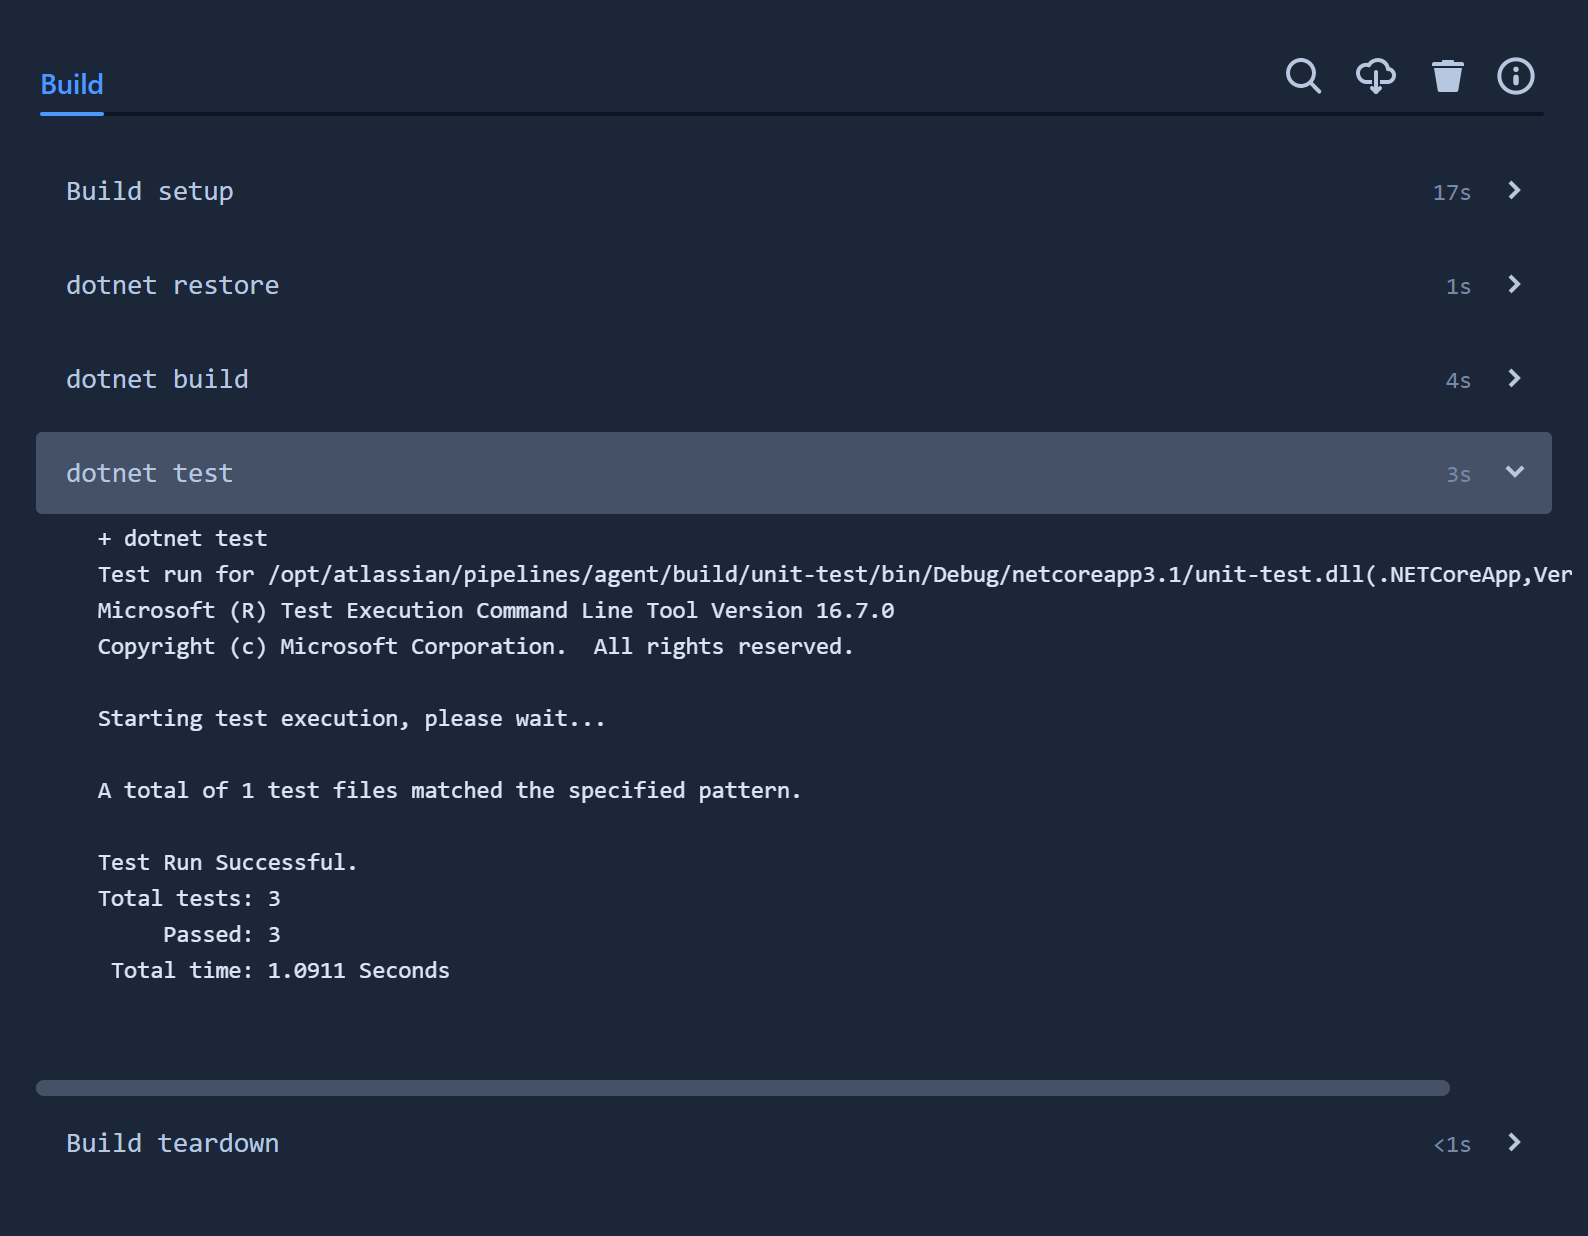 Build
Build setup 17s
dotnet restore 1s
dotnet build 4s
dotnet test 3s
+ dotnet test
Test run for /opt/atlassian/pipelines/agent/build/unit-test/bin/Debug/netcoreapp3.1/unit-test.dll(.NETCoreApp,Ver
Microsoft (R) Test Execution Command Line Tool Version 16.7.0
Copyright (c) Microsoft Corporation.  All rights reserved.
Starting test execution, please wait...
A total of 1 test files matched the specified pattern.
Test Run Successful.
Total tests: 3
Passed: 3
Total time: 1.0911 Seconds
Build teardown <1s